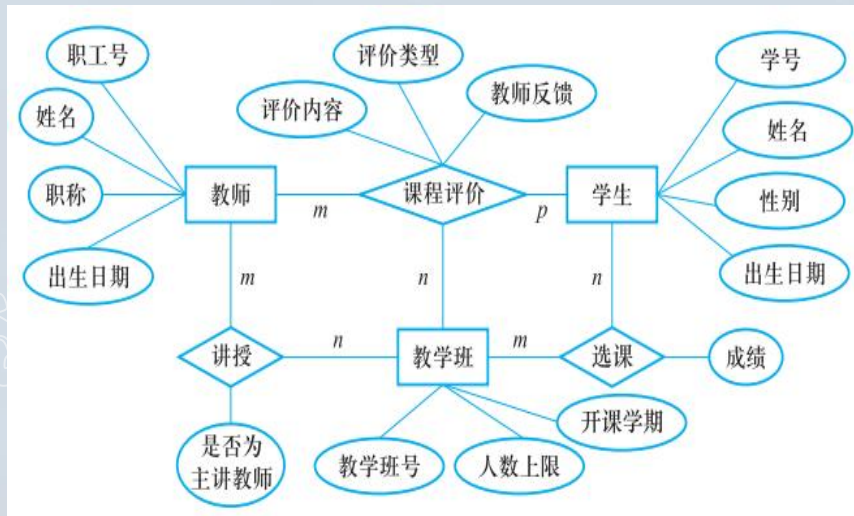 职工号
评价类型
学号
评价内容
教师反馈
姓名
姓名
职称
教师
课程评价
学生
性别
m
p
出生日期
m
n
n
出生日期
讲授
n
教学班
m
选课
成绩
是否为
主讲教师
教学班号
人数上限
开课学期